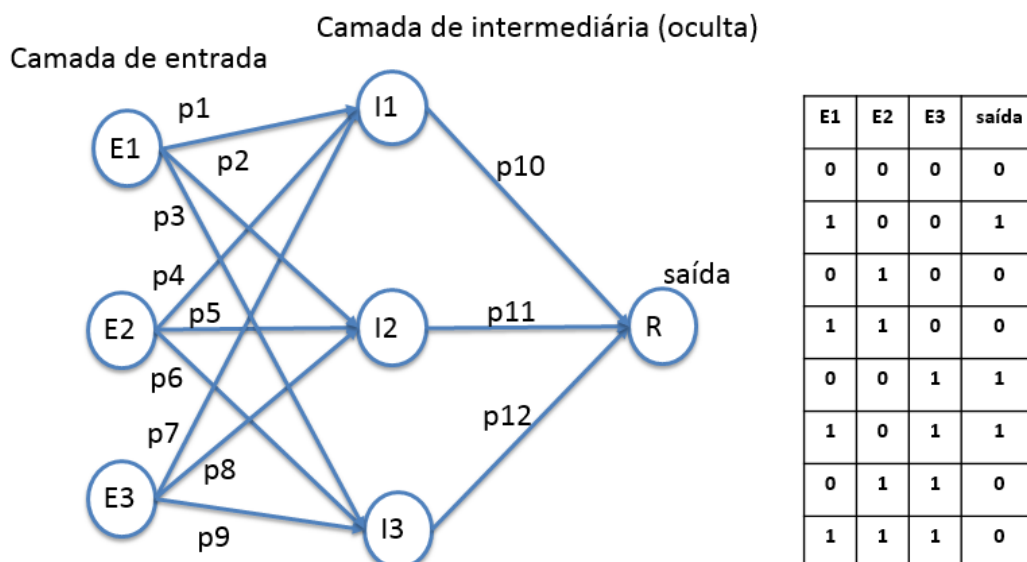 Camada de intermediária (oculta)
Camada de entrada
p1
I1
E1
p2
p10
p3
p4
saída
E2
p5
I2
p11
R
p6
p12
p7
p8
E3
p9
I3
E1 E2 E3 saída
0 0 0 0
1 0 0 1
0 1 0 0
1 1 0 0
0 0 1 1
1 0 1 1
0 1 1 0
1 1 1 0